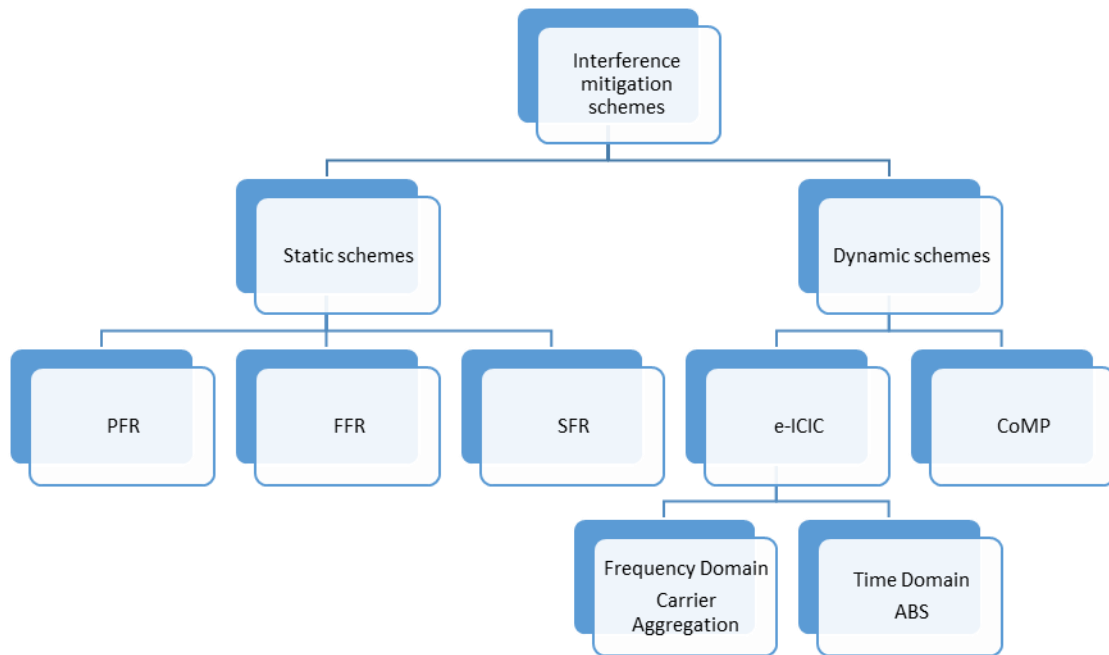 Interference
mitigation
schemes
Static schemes
Dynamic schemes
PFR
FFR
SFR
e-ICIC
CoMP
Frequency Domain
Carrier
Aggregation
Time Domain
ABS